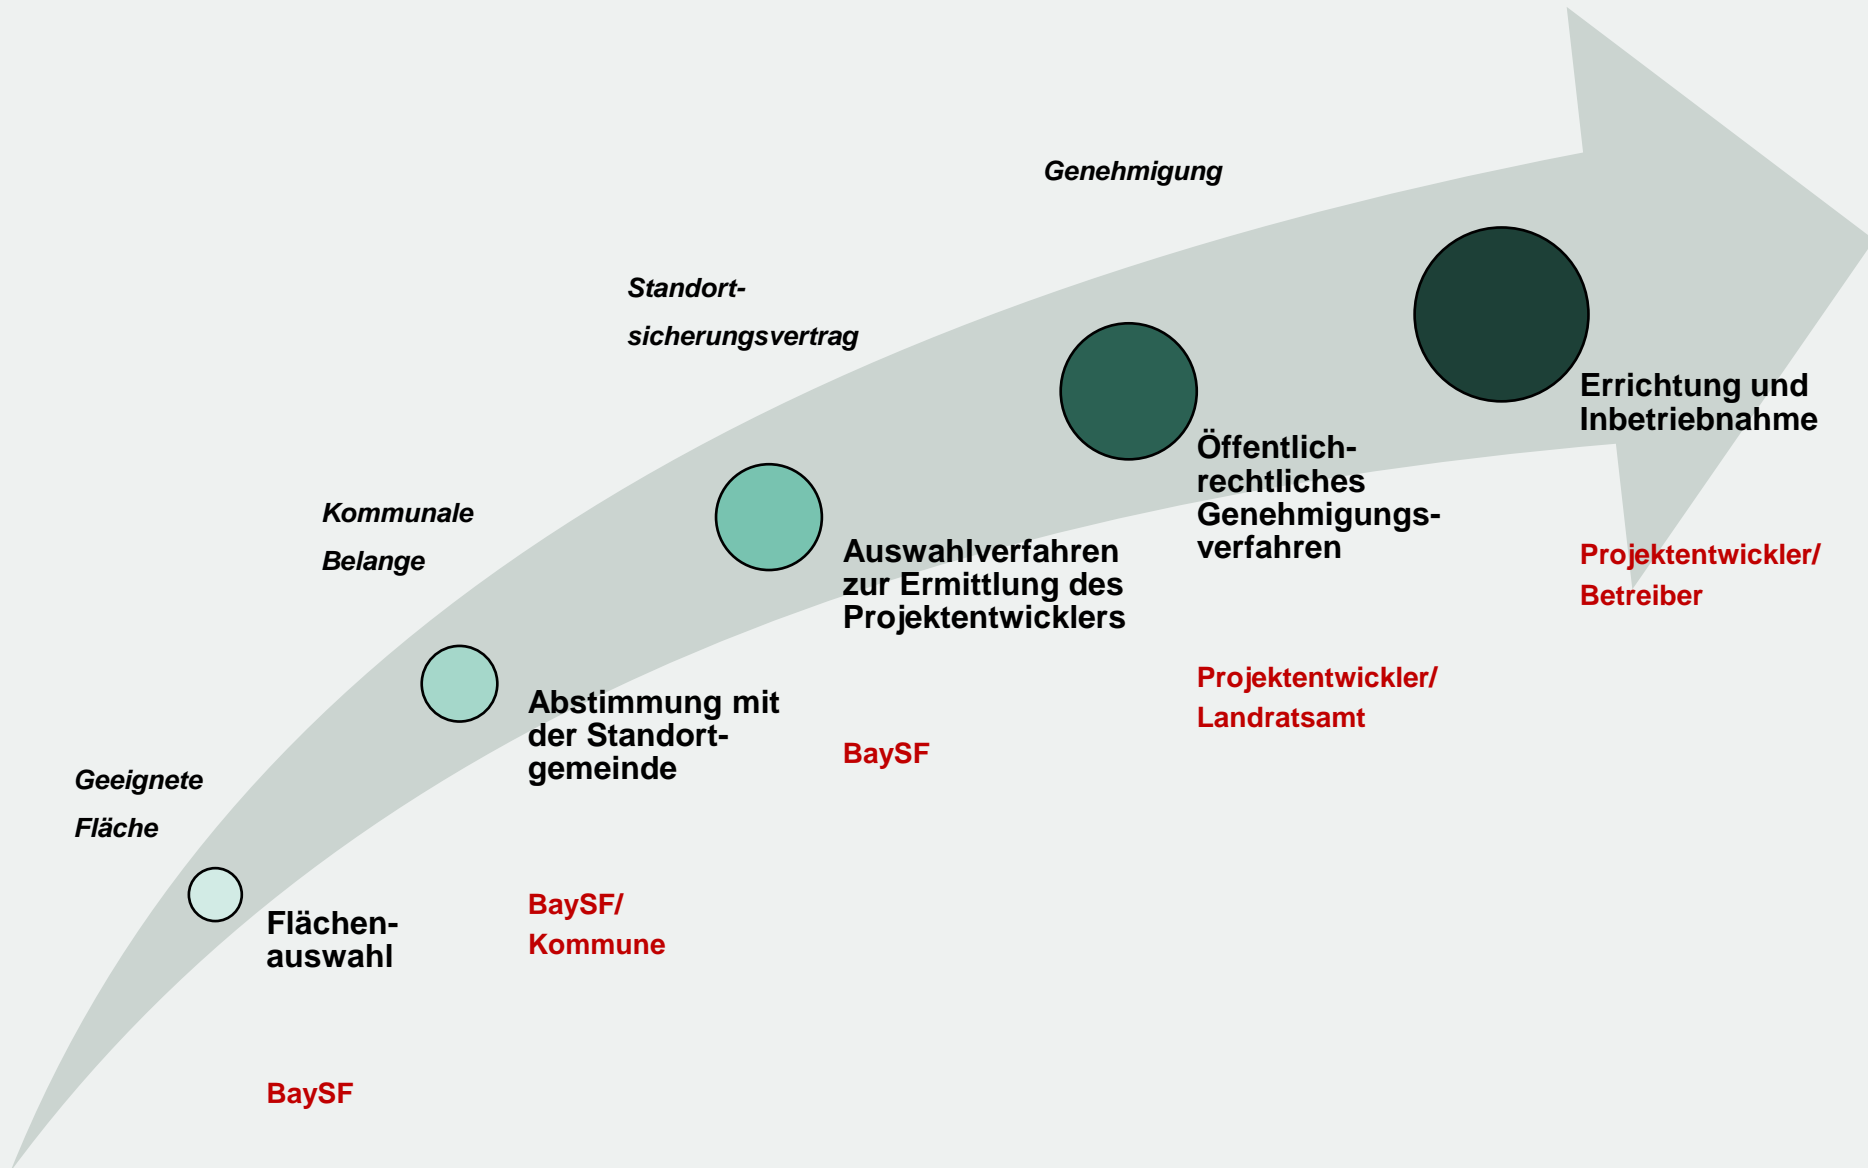 Geeignete
Fläche
Flächen-
auswahl
BaySF
Kommunale
Belange
Abstimmung mit
der Standort-
gemeinde
BaySF/
Kommune
Standort-
sicherungsvertrag
Auswahlverfahren
zur Ermittlung des
Projektentwicklers
BaySF
Genehmigung
Öffentlich-
rechtliches
Genehmigungs-
verfahren
Projektentwickler/
Landratsamt
Errichtung und
Inbetriebnahme
Projektentwickler/
Betreiber